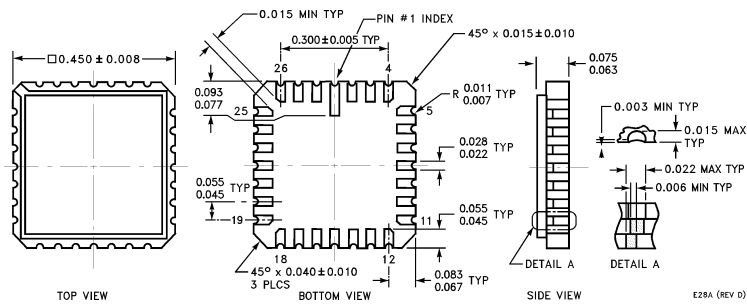 0.015 MIN TYP
PIN #1 INDEX
0.300±0.005 TYP
45° x 0.015±0.010
□0.450±0.008
26
4
0.075
0.063
0.093
0.077
25
R 0.011
0.007 TYP
5
0.003 MIN TYP
0.015 MAX
TYP
0.028
0.022 TYP
0.022 MAX TYP
0.006 MIN TYP
0.055
0.045 TYP
19
11
0.055
0.045 TYP
18
12
45° x 0.040±0.010
3 PLCS
0.083
0.067 TYP
DETAIL A
DETAIL A
TOP VIEW
BOTTOM VIEW
SIDE VIEW
E28A (REV D)